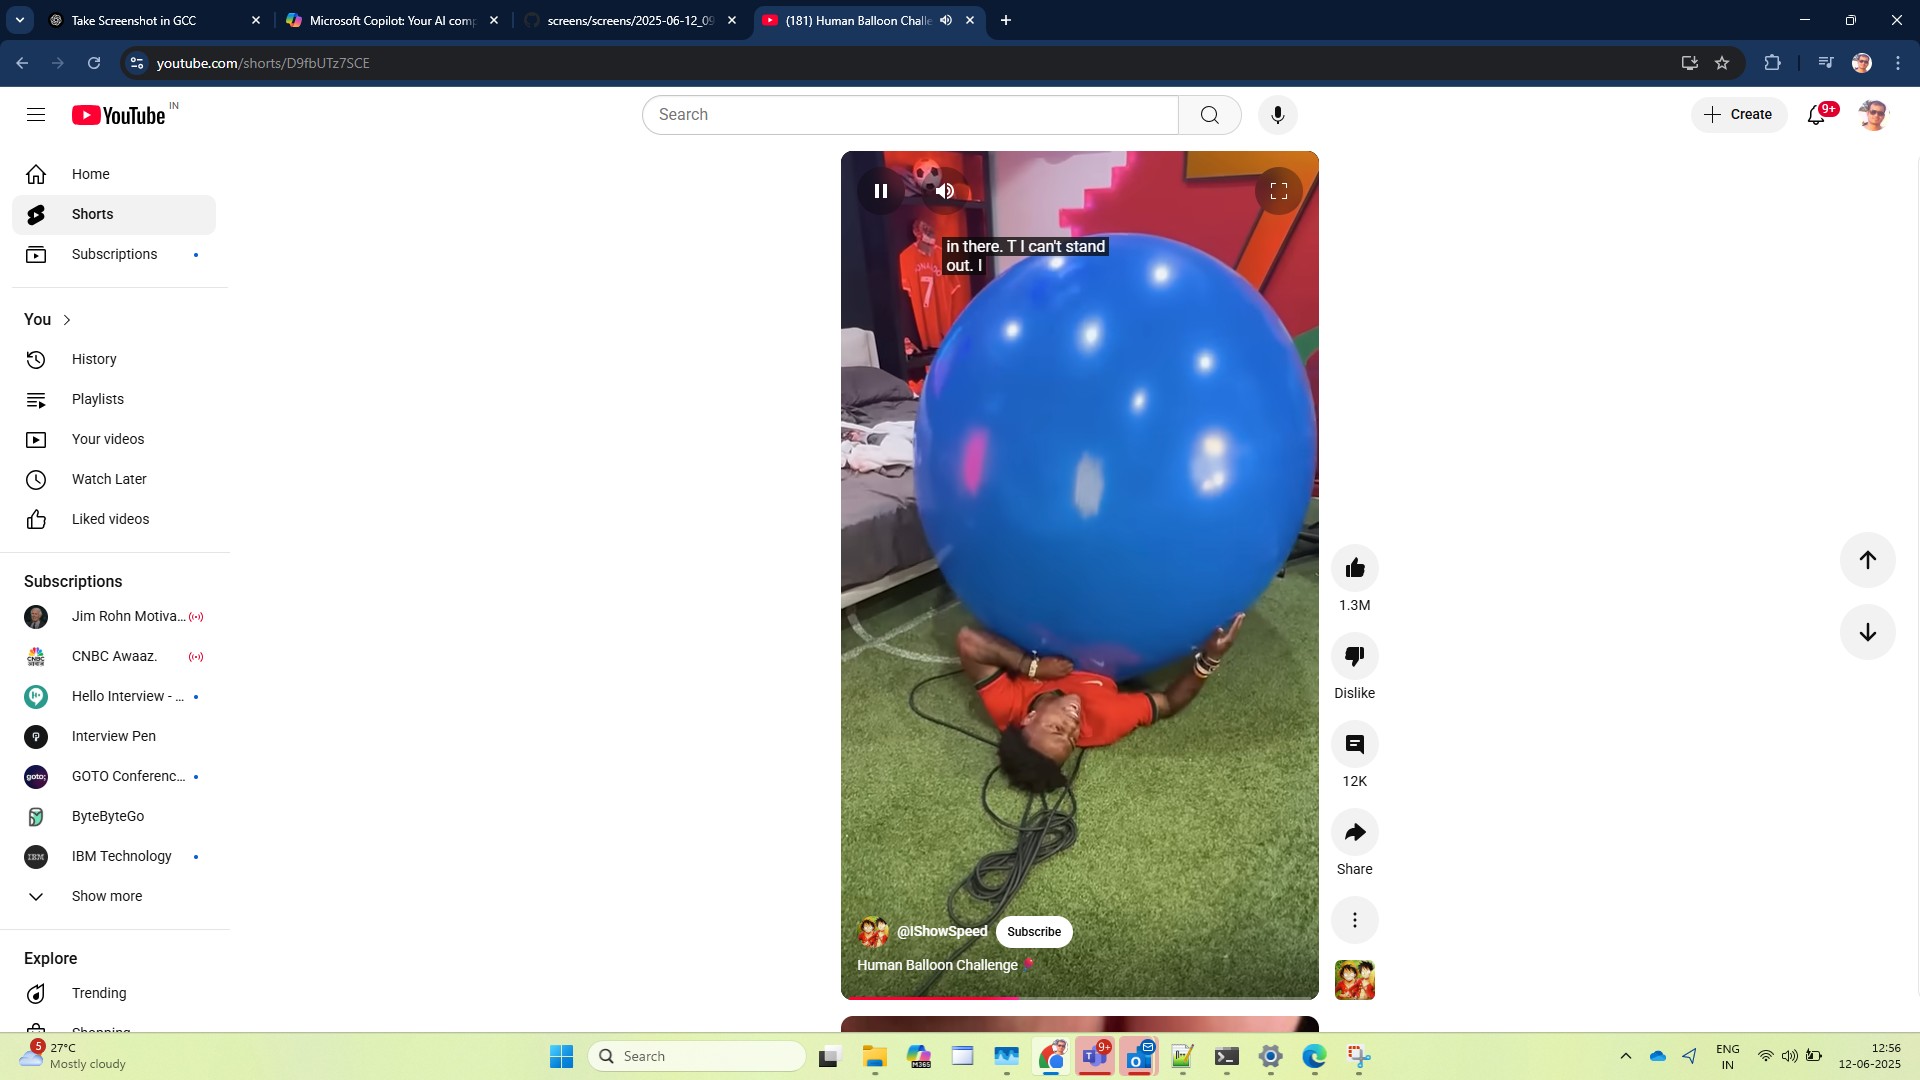 Take Screenshot in GCC
Microsoft Copilot: Your AI comp
screens/screens/2025-06-12_09
(181) Human Balloon Challe
youtube.com/shorts/D9fbUTz7SCE
YouTube IN
Search
Create
9+
Home
Shorts
Subscriptions
You
History
Playlists
Your videos
Watch Later
Liked videos
Subscriptions
Jim Rohn Motiva...
CNBC Awaaz.
Hello Interview - ...
Interview Pen
GOTO Conferenc...
ByteByteGo
IBM Technology
Show more
Explore
Trending
Shopping
in there. T I can't stand
out. I
7
1.3M
Dislike
12K
Share
@IShowSpeed
Subscribe
Human Balloon Challenge
5
27°C
Mostly cloudy
Search
M365
9+
ENG
IN
12:56
12-06-2025